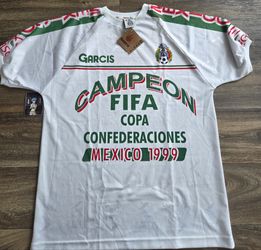 GARCIS
CAMPEON
FIFA
COPA
CONFEDERACIONES
MEXICO 1999